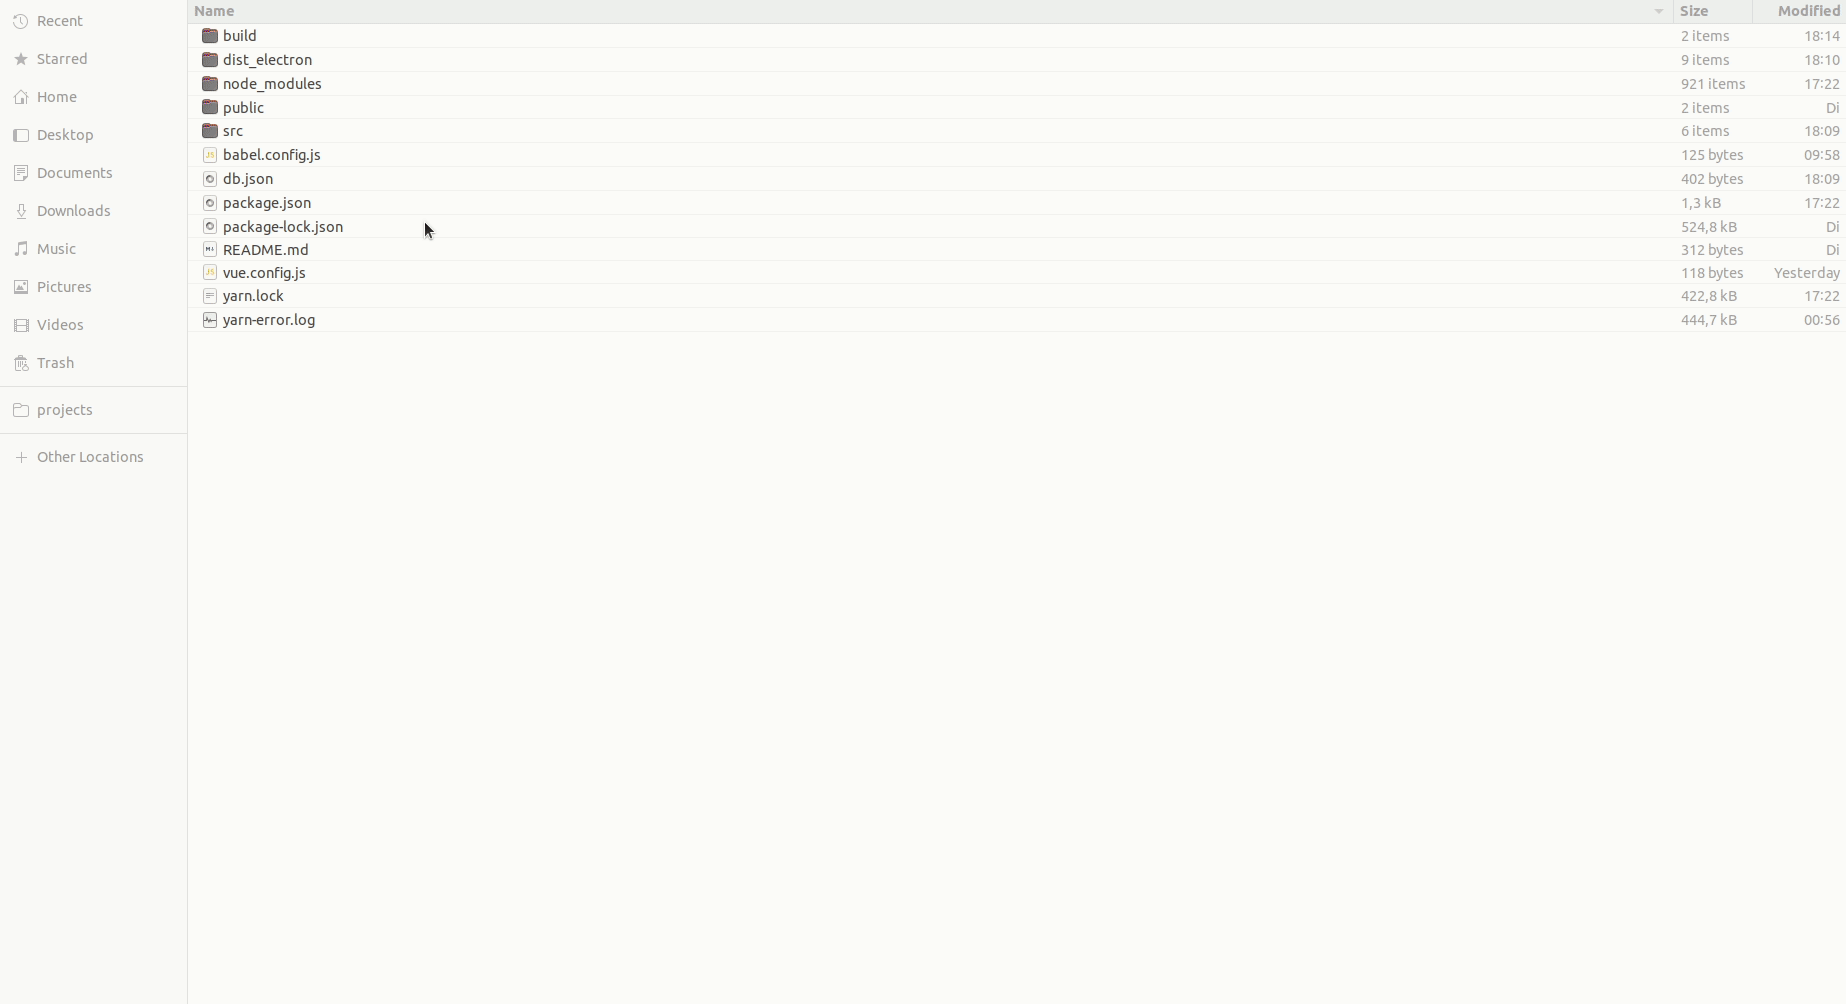 Recent
Starred
Home
Desktop
Documents
Downloads
Music
Pictures
Videos
Trash
projects
Other Locations
Name Size Modified
build 2 items 18:14
dist_electron 9 items 18:10
node_modules 921 items 17:22
public 2 items Di
src 6 items 18:09
babel.config.js 125 bytes 09:58
db.json 402 bytes 18:09
package.json 1,3 kB 17:22
package-lock.json 524,8 kB Di
README.md 312 bytes Di
vue.config.js 118 bytes Yesterday
yarn.lock 422,8 kB 17:22
yarn-error.log 444,7 kB 00:56